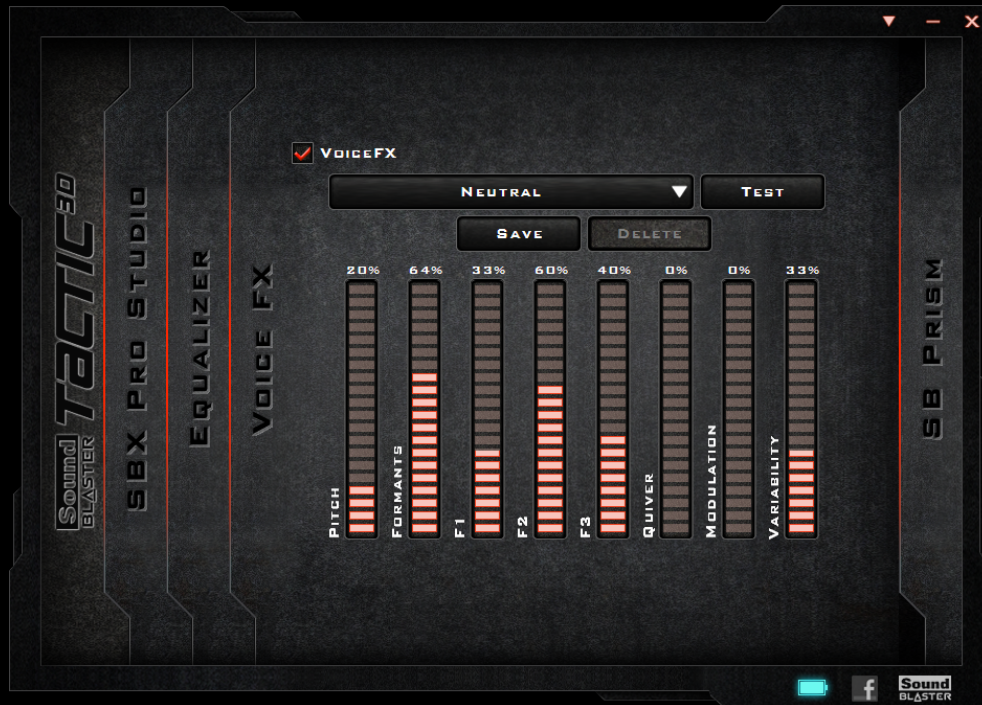 Sound BLASTER TACTIC3D
SBX PRO STUDIO
EQUALIZER
VOICE FX
VOICEFX
NEUTRAL
TEST
SAVE
DELETE
20% 64% 33% 60% 40% 0% 0% 33%
PITCH
FORMANTS
F1
F2
F3
QUIVER
MODULATION
VARIABILITY
SB PRISM
f
Sound
BLASTER